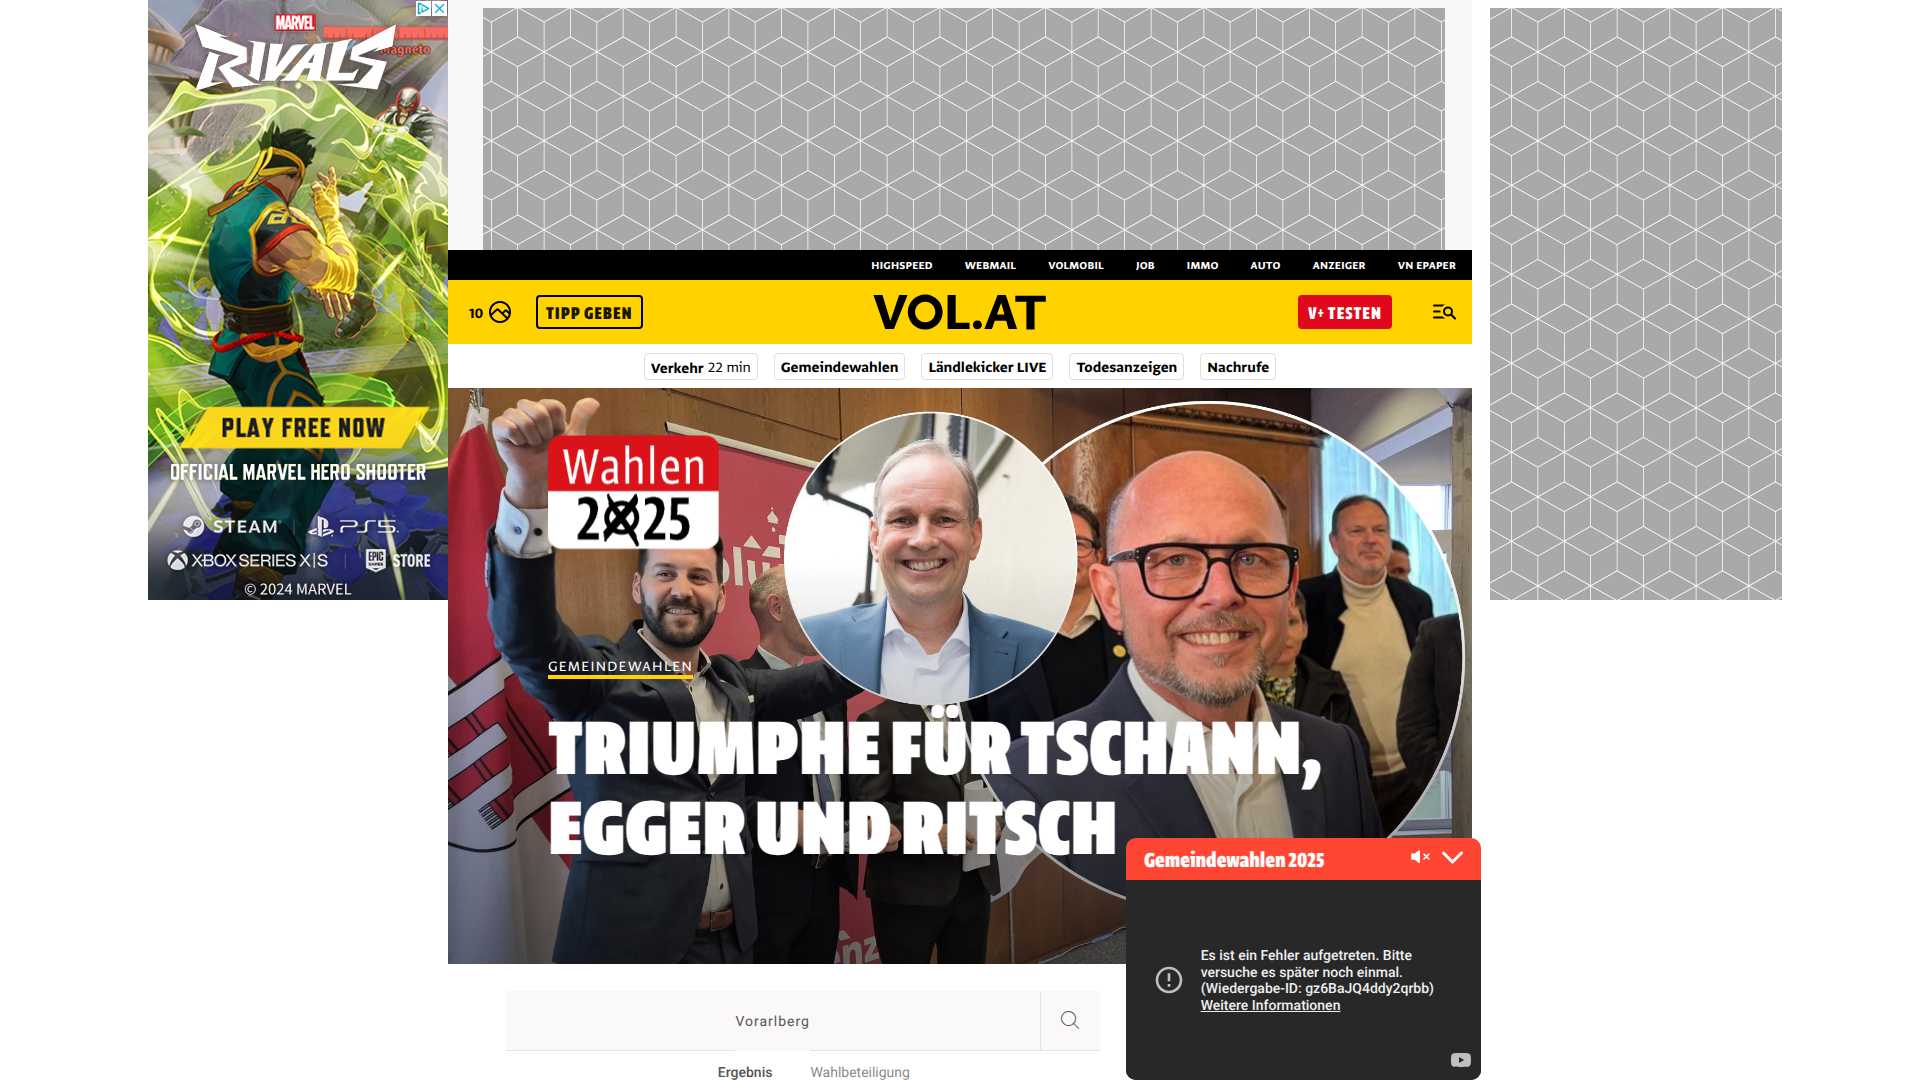 MARVEL
RIVALS
Magneto
PLAY FREE NOW
OFFICIAL MARVEL HERO SHOOTER
STEAM PS5
XBOX SERIES X|S EPIC GAMES STORE
© 2024 MARVEL
HIGHSPEED WEBMAIL VOLMOBIL JOB IMMO AUTO ANZEIGER VN EPAPER
10 TIPP GEBEN VOL.AT V+ TESTEN
Verkehr 22 min Gemeindewahlen Ländlekicker LIVE Todesanzeigen Nachrufe
Wahlen
2025
GEMEINDEWAHLEN
TRIUMPHE FÜR TSCHANN,
EGGER UND RITSCH
Gemeindewahlen 2025
Es ist ein Fehler aufgetreten. Bitte
versuche es später noch einmal.
(Wiedergabe-ID: gz6BaJQ4ddy2qrbb)
Weitere Informationen
Vorarlberg
Ergebnis Wahlbeteiligung